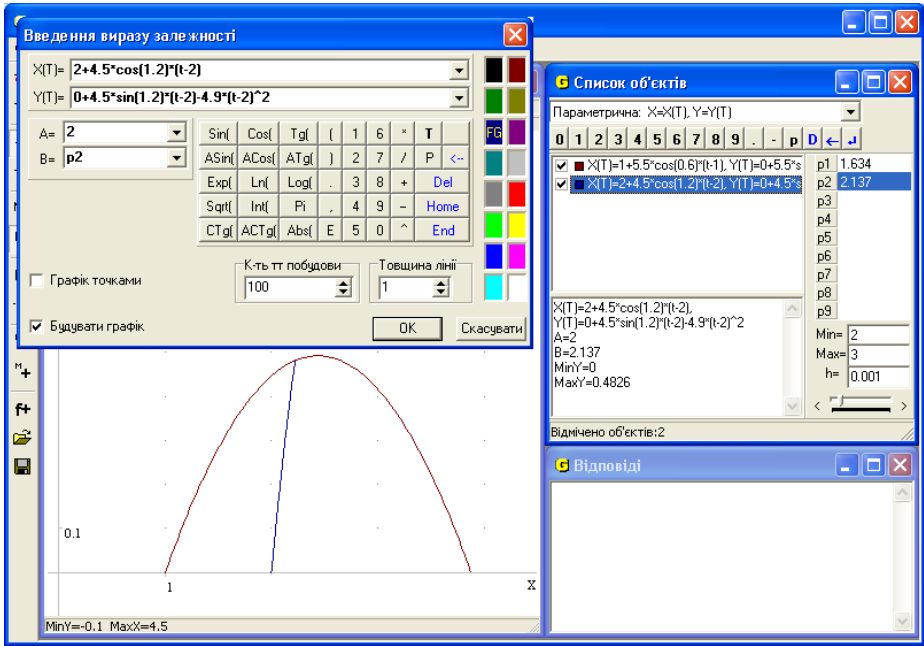 Введення виразу залежності
X(T)= 2+4.5*cos(1.2)*(t-2)
Y(T)= 0+4.5*sin(1.2)*(t-2)-4.9*(t-2)^2
A= 2
B= p2
Sin( Cos( Tg( ( 1 6 * T
ASin( ACos( ATg( ) 2 7 / P <--
Exp( Ln( Log( . 3 8 + Del
Sqrt( Int( Pi , 4 9 - Home
CTg( ACTg( Abs( E 5 0 ^ End
FG
Графік точками
К-ть тт побудови
100
Товщина лінії
1
Будувати графік
OK
Скасувати
M+
f+
0.1
1
X
MinY=-0.1 MaxX=4.5
G Список об'єктів
Параметрична: X=X(T), Y=Y(T)
0 1 2 3 4 5 6 7 8 9 . - p D ← ↲
X(T)=1+5.5*cos(0.6)*(t-1), Y(T)=0+5.5*s
X(T)=2+4.5*cos(1.2)*(t-2), Y(T)=0+4.5*s
p1 1.634
p2 2.137
p3
p4
p5
p6
p7
p8
p9
X(T)=2+4.5*cos(1.2)*(t-2),
Y(T)=0+4.5*sin(1.2)*(t-2)-4.9*(t-2)^2
A=2
B=2.137
MinY=0
MaxY=0.4826
Min= 2
Max= 3
h= 0.001
< >
Відмічено об'єктів:2
G Відповіді